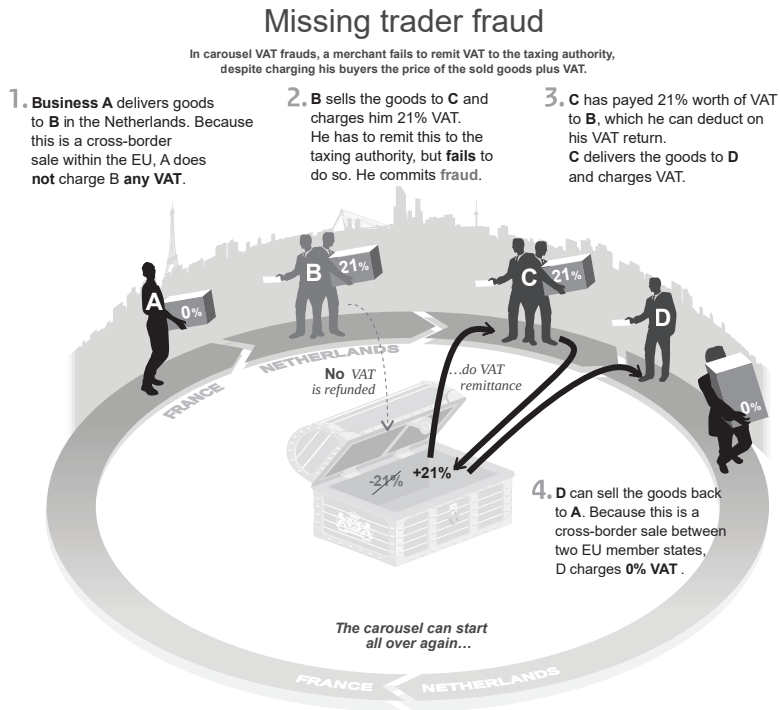 Missing trader fraud
In carousel VAT frauds, a merchant fails to remit VAT to the taxing authority,
despite charging his buyers the price of the sold goods plus VAT.
1. Business A delivers goods
to B in the Netherlands. Because
this is a cross-border
sale within the EU, A does
not charge B any VAT.
2. B sells the goods to C and
charges him 21% VAT.
He has to remit this to the
taxing authority, but fails to
do so. He commits fraud.
3. C has payed 21% worth of VAT
to B, which he can deduct on
his VAT return.
C delivers the goods to D
and charges VAT.
A
0%
B
21%
C
21%
D
0%
FRANCE
NETHERLANDS
No VAT
is refunded
...do VAT
remittance
-21%
+21%
4. D can sell the goods back
to A. Because this is a
cross-border sale between
two EU member states,
D charges 0% VAT .
The carousel can start
all over again...
FRANCE
NETHERLANDS